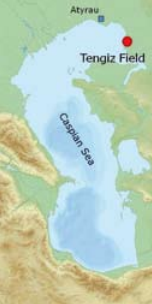 Atyrau
Tengiz Field
Caspian Sea